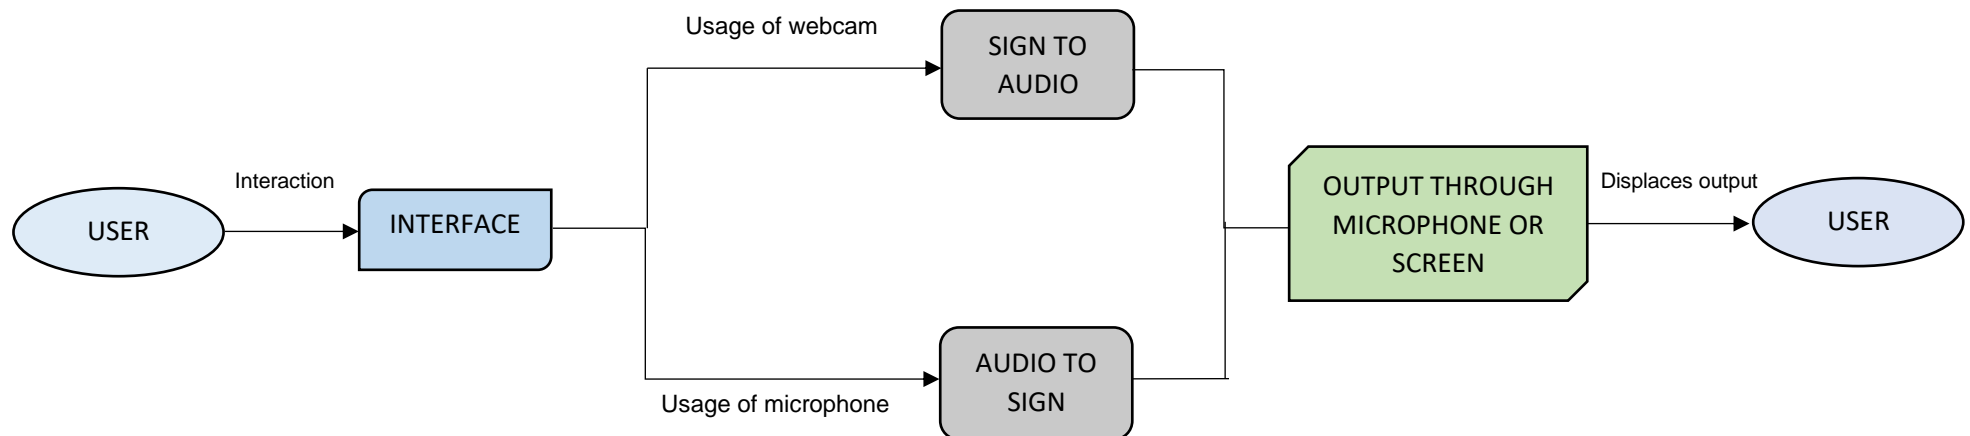 Usage of webcam
SIGN TO
AUDIO
Interaction
USER
INTERFACE
OUTPUT THROUGH
MICROPHONE OR
SCREEN
Displaces output
USER
AUDIO TO
SIGN
Usage of microphone